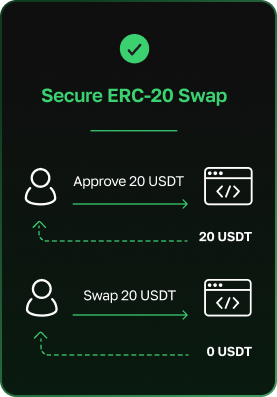 Secure ERC-20 Swap
Approve 20 USDT
</>
20 USDT
Swap 20 USDT
</>
0 USDT